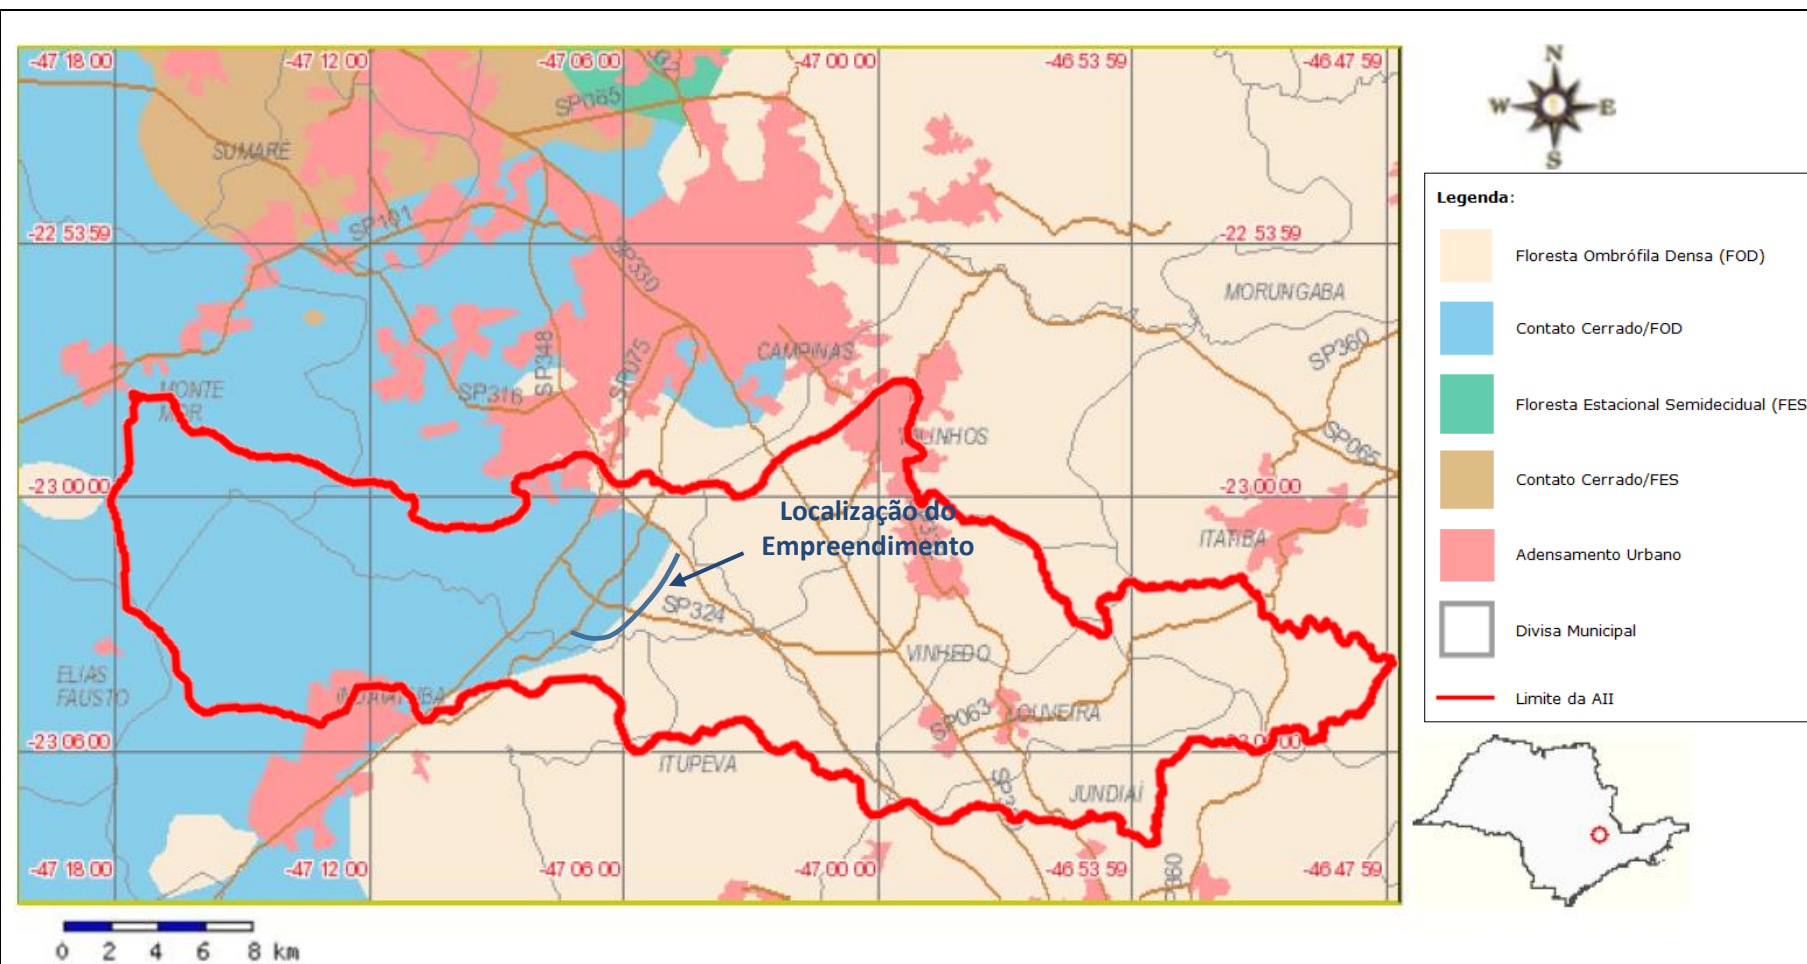 -47 18 00
-47 12 00
-47 06 00
-47 00 00
-46 53 59
-46 47 59
N
W
E
S
SP065
SUMARÉ
Legenda:
SP101
-22 53 59
-22 53 59
Floresta Ombrófila Densa (FOD)
SP330
MORUNGABA
Contato Cerrado/FOD
SP348
SP075
CAMPINAS
SP360
MONTE
MOR
SP316
Floresta Estacional Semidecidual (FES
SP065
-23 00 00
-23 00 00
Contato Cerrado/FES
Localização do
Empreendimento
ITATIBA
Adensamento Urbano
SP324
Divisa Municipal
VINHEDO
ELIAS
FAUSTO
INDAIATUBA
Limite da AII
SP063
LOUVEIRA
-23 06 00
ITUPEVA
JUNDIAÍ
-47 18 00
-47 12 00
-47 06 00
-47 00 00
-46 53 59
-46 47 59
0 2 4 6 8 km